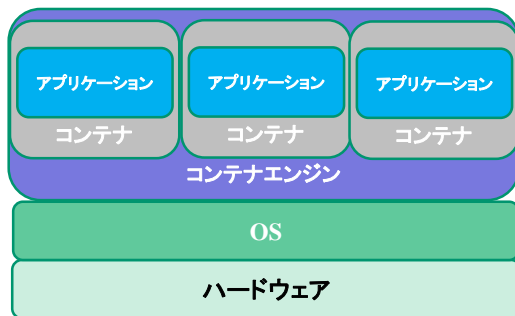 アプリケーション
アプリケーション
アプリケーション
コンテナ
コンテナ
コンテナ
コンテナエンジン
OS
ハードウェア